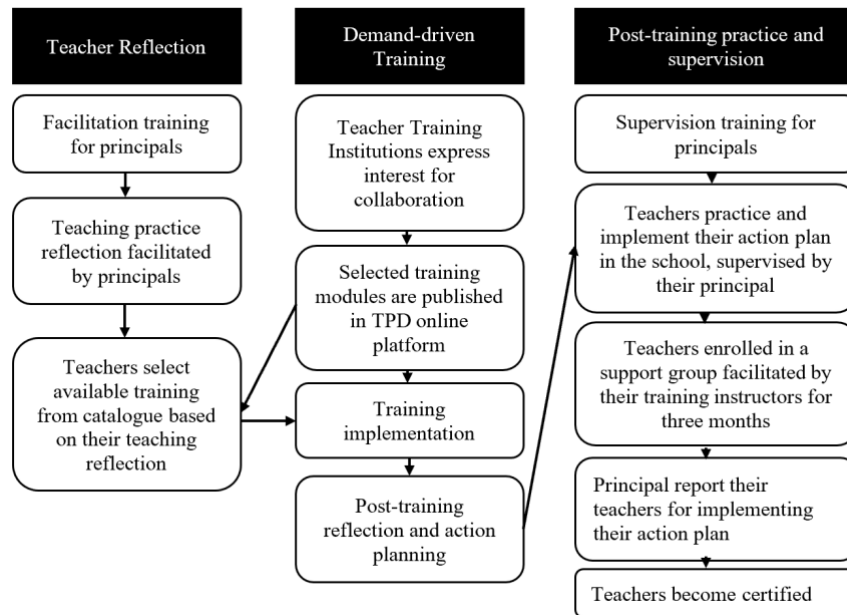 Teacher Reflection
Facilitation training
for principals
Teaching practice
reflection facilitated
by principals
Teachers select
available training
from catalogue based
on their teaching
reflection
Demand-driven
Training
Teacher Training
Institutions express
interest for
collaboration
Selected training
modules are published
in TPD online
platform
Training
implementation
Post-training
reflection and action
planning
Post-training practice and
supervision
Supervision training for
principals
Teachers practice and
implement their action plan
in the school, supervised by
their principal
Teachers enrolled in a
support group facilitated by
their training instructors for
three months
Principal report their
teachers for implementing
their action plan
Teachers become certified